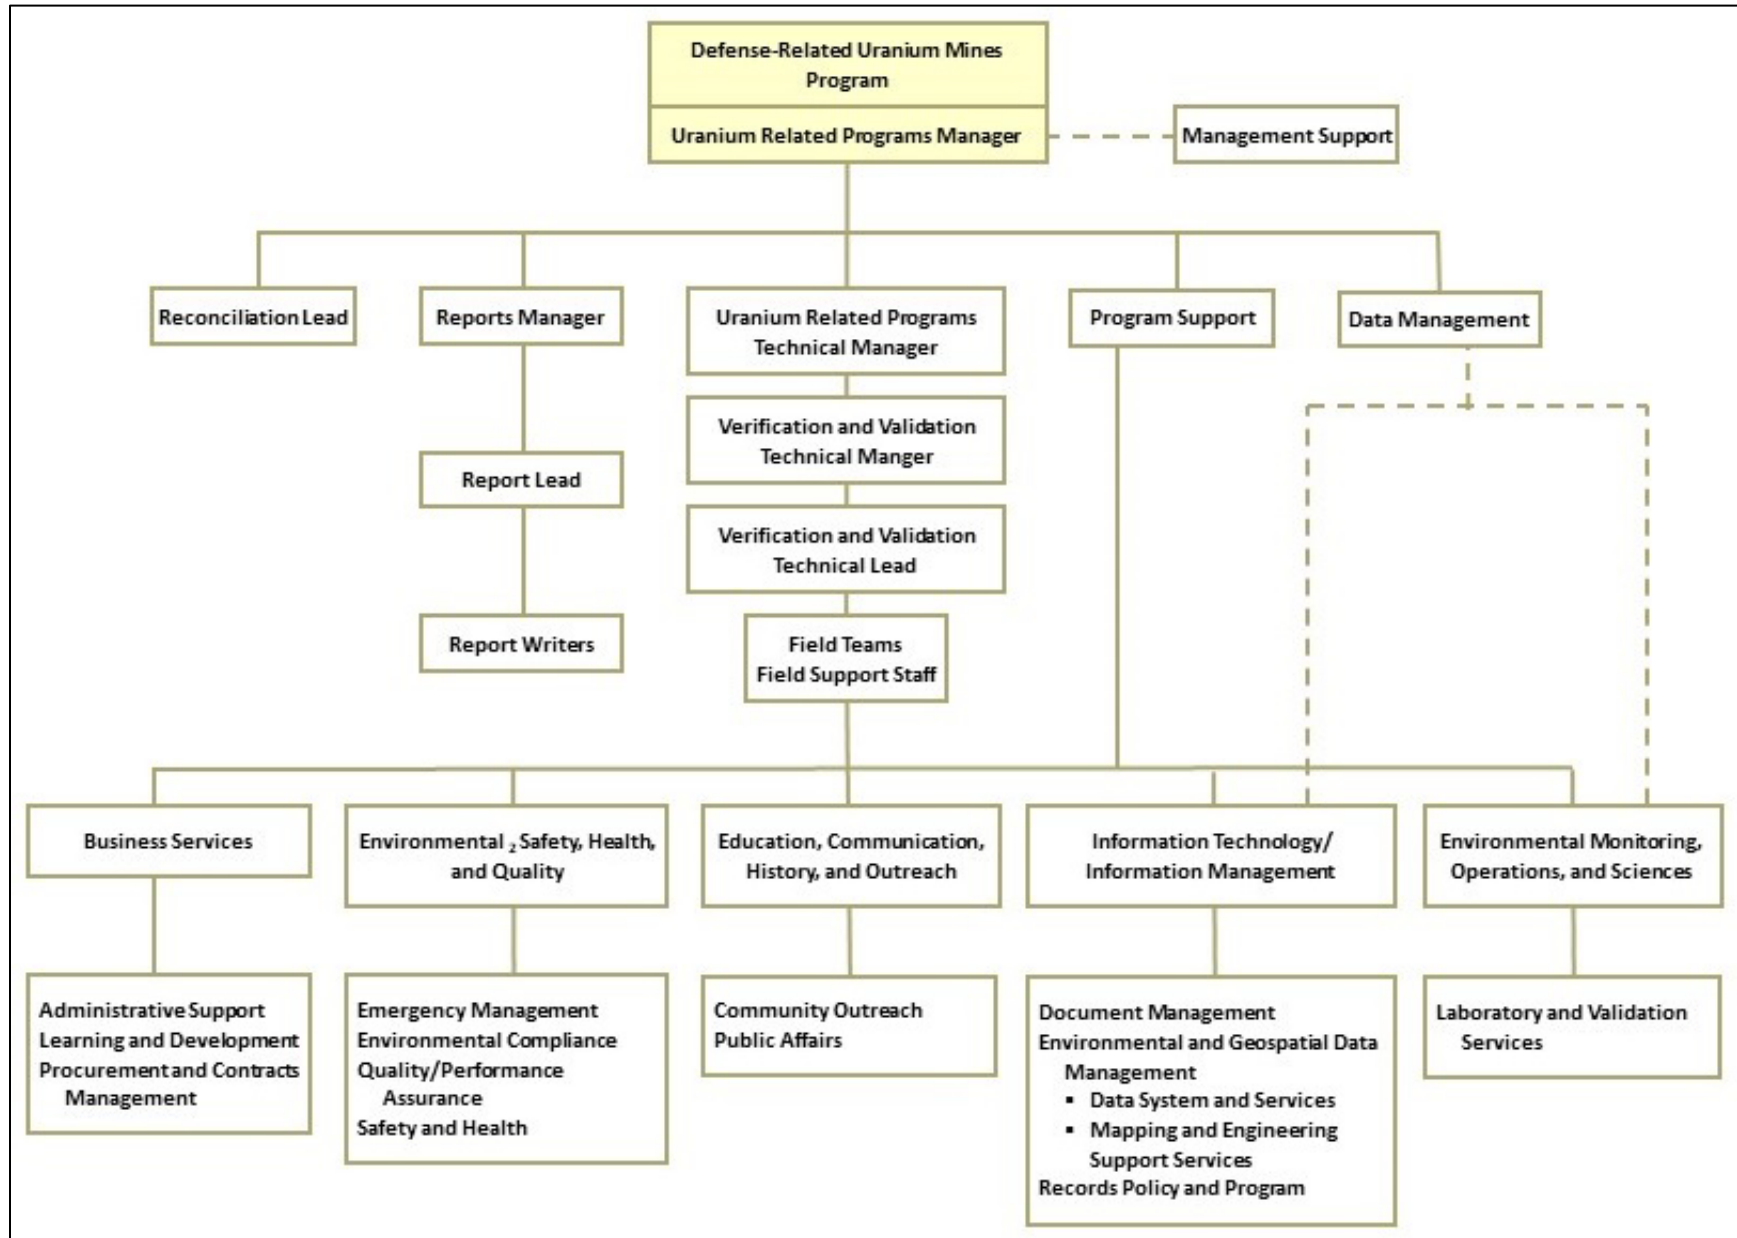 Defense-Related Uranium Mines
Program
Uranium Related Programs Manager
Management Support
Reconciliation Lead
Reports Manager
Uranium Related Programs
Technical Manager
Program Support
Data Management
Verification and Validation
Technical Manger
Report Lead
Verification and Validation
Technical Lead
Report Writers
Field Teams
Field Support Staff
Business Services
Environmental ₂ Safety, Health,
and Quality
Education, Communication,
History, and Outreach
Information Technology/
Information Management
Environmental Monitoring,
Operations, and Sciences
Administrative Support
Learning and Development
Procurement and Contracts
Management
Emergency Management
Environmental Compliance
Quality/Performance
Assurance
Safety and Health
Community Outreach
Public Affairs
Document Management
Environmental and Geospatial Data
Management
▪ Data System and Services
▪ Mapping and Engineering
Support Services
Records Policy and Program
Laboratory and Validation
Services